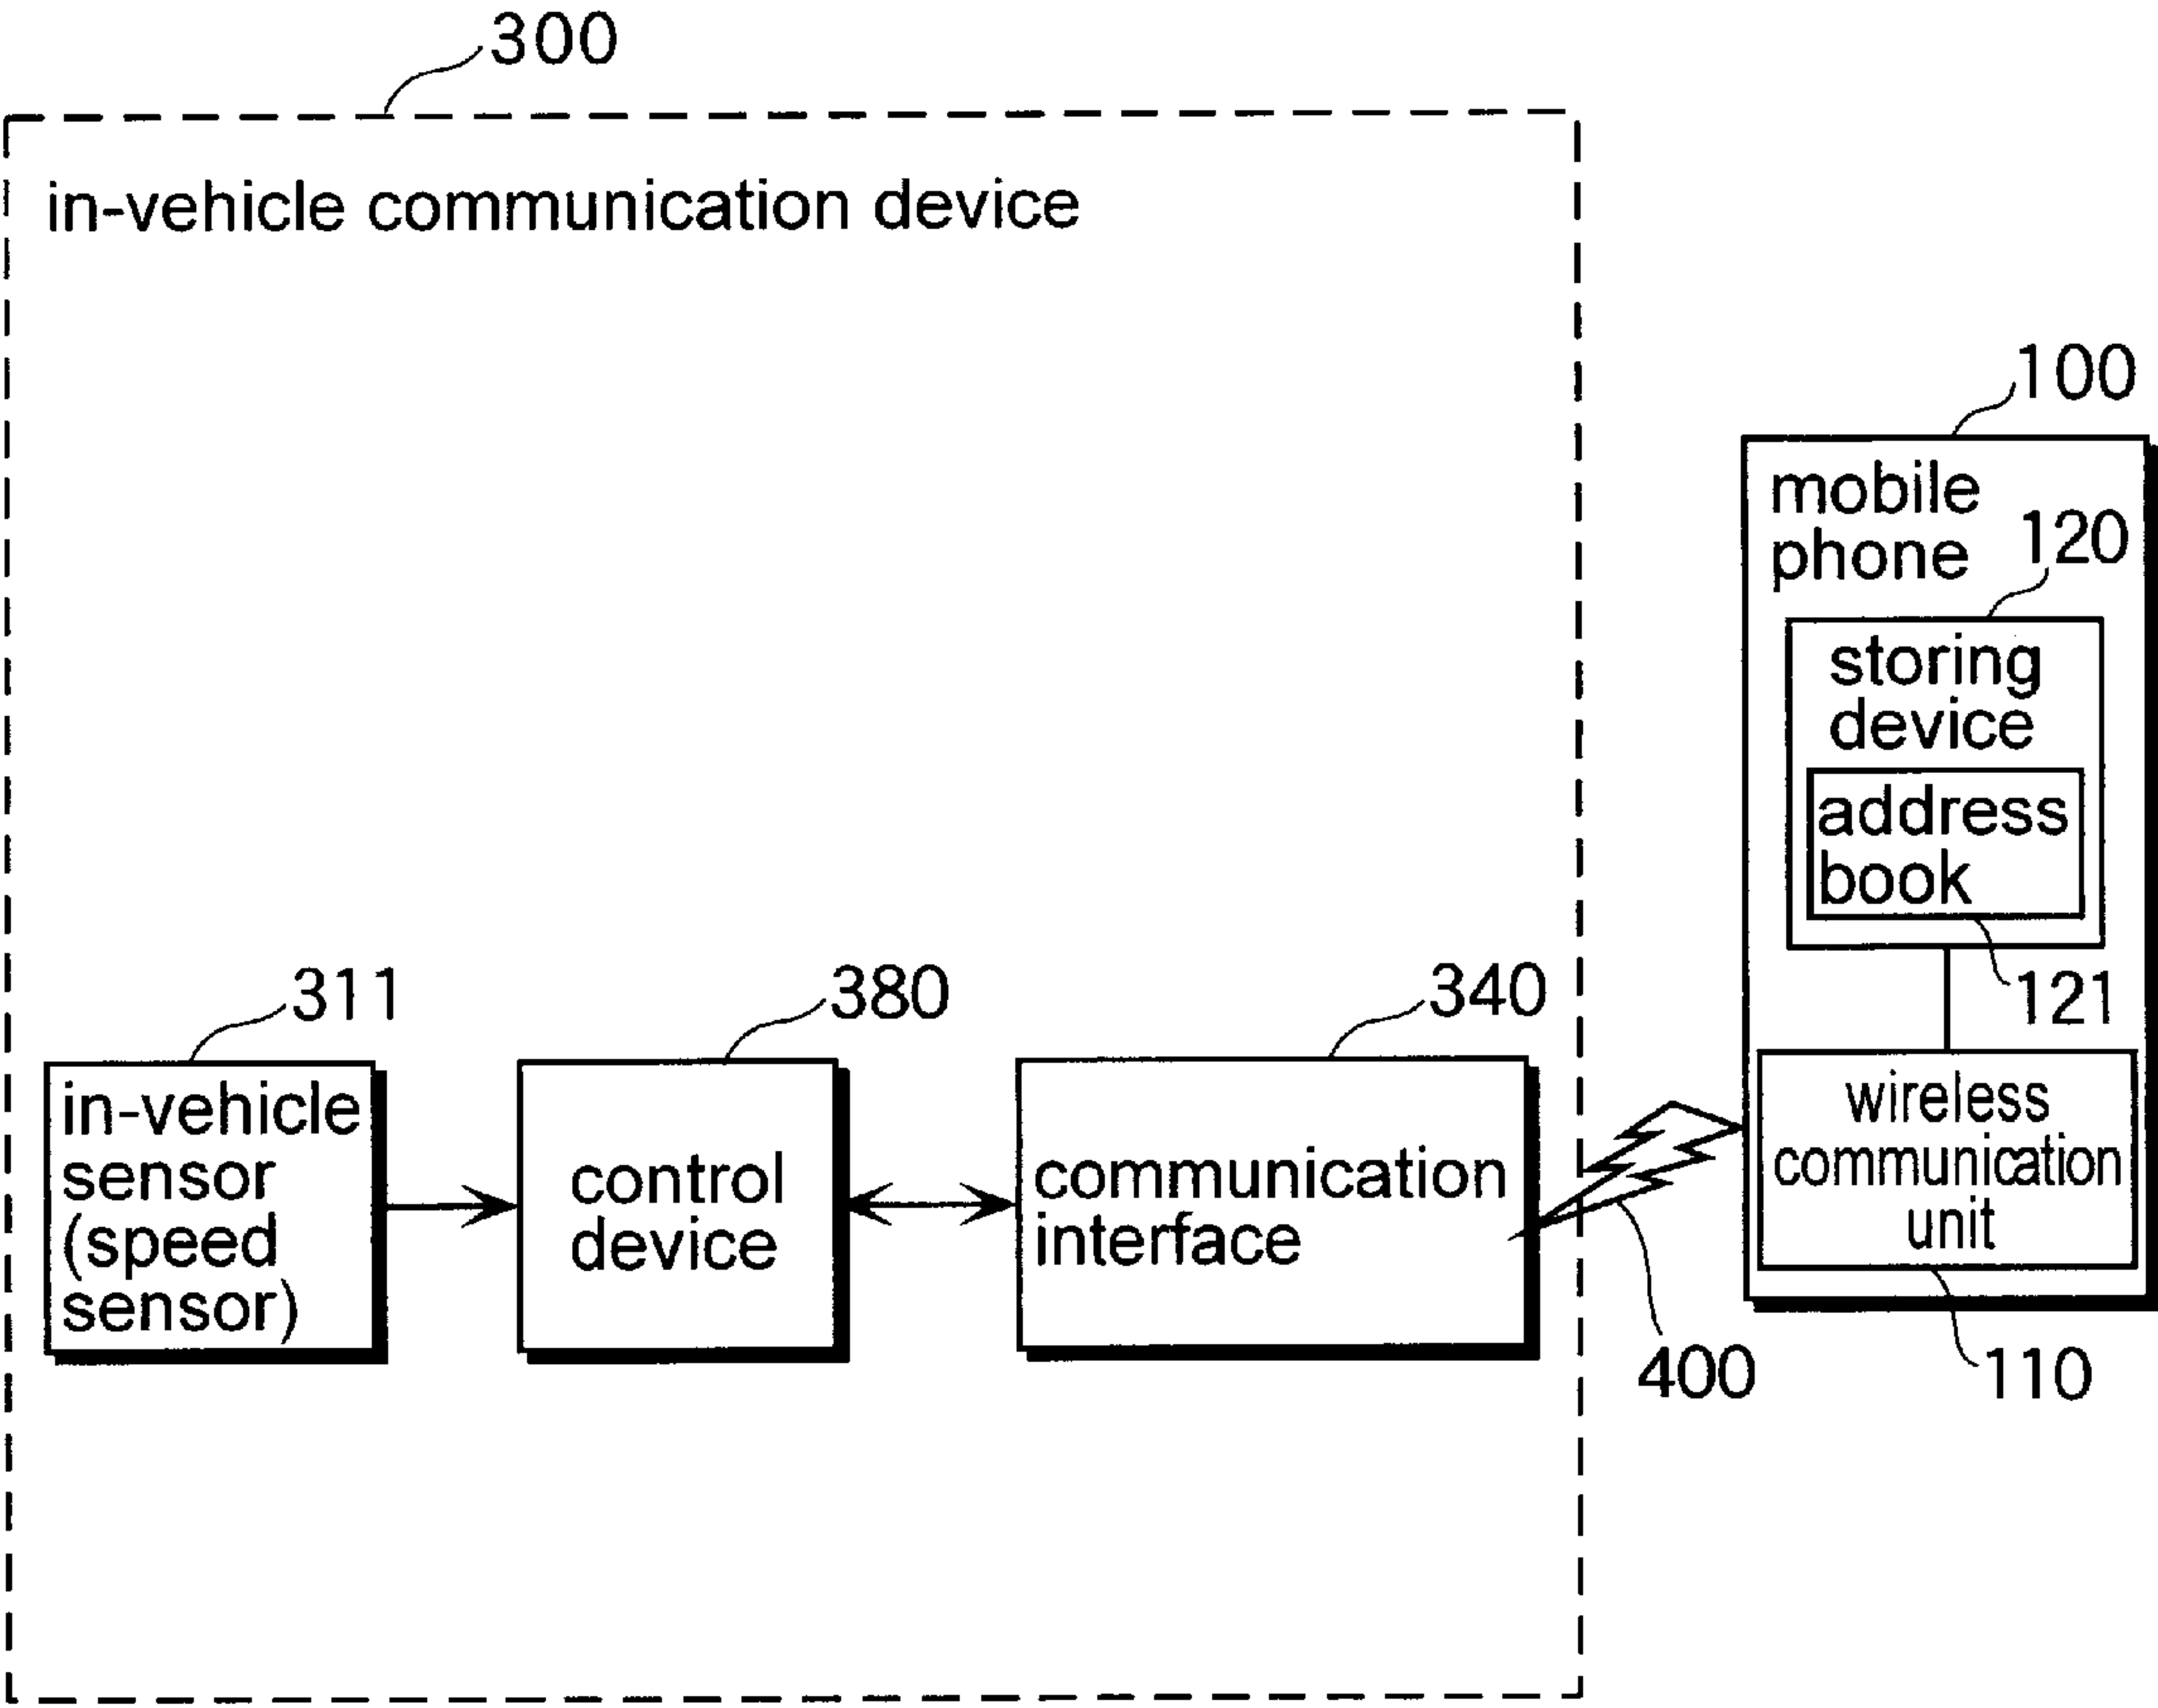 300
in-vehicle communication device
100
mobile
phone
120
storing
device
address
book
121
311
380
340
in-vehicle
sensor
(speed
sensor)
control
device
communication
interface
wireless
communication
unit
400
110